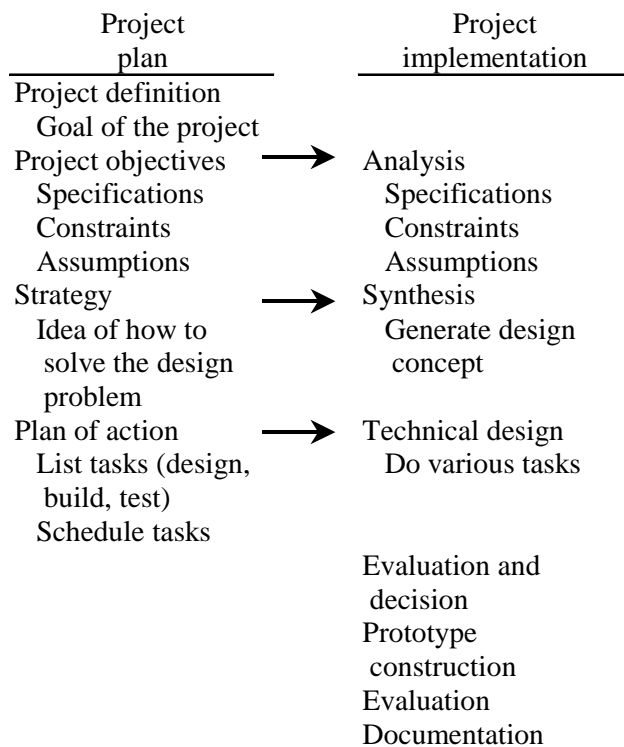 Project
plan
Project definition
Goal of the project
Project objectives
Specifications
Constraints
Assumptions
Strategy
Idea of how to
solve the design
problem
Plan of action
List tasks (design,
build, test)
Schedule tasks
Project
implementation
Analysis
Specifications
Constraints
Assumptions
Synthesis
Generate design
concept
Technical design
Do various tasks
Evaluation and
decision
Prototype
construction
Evaluation
Documentation